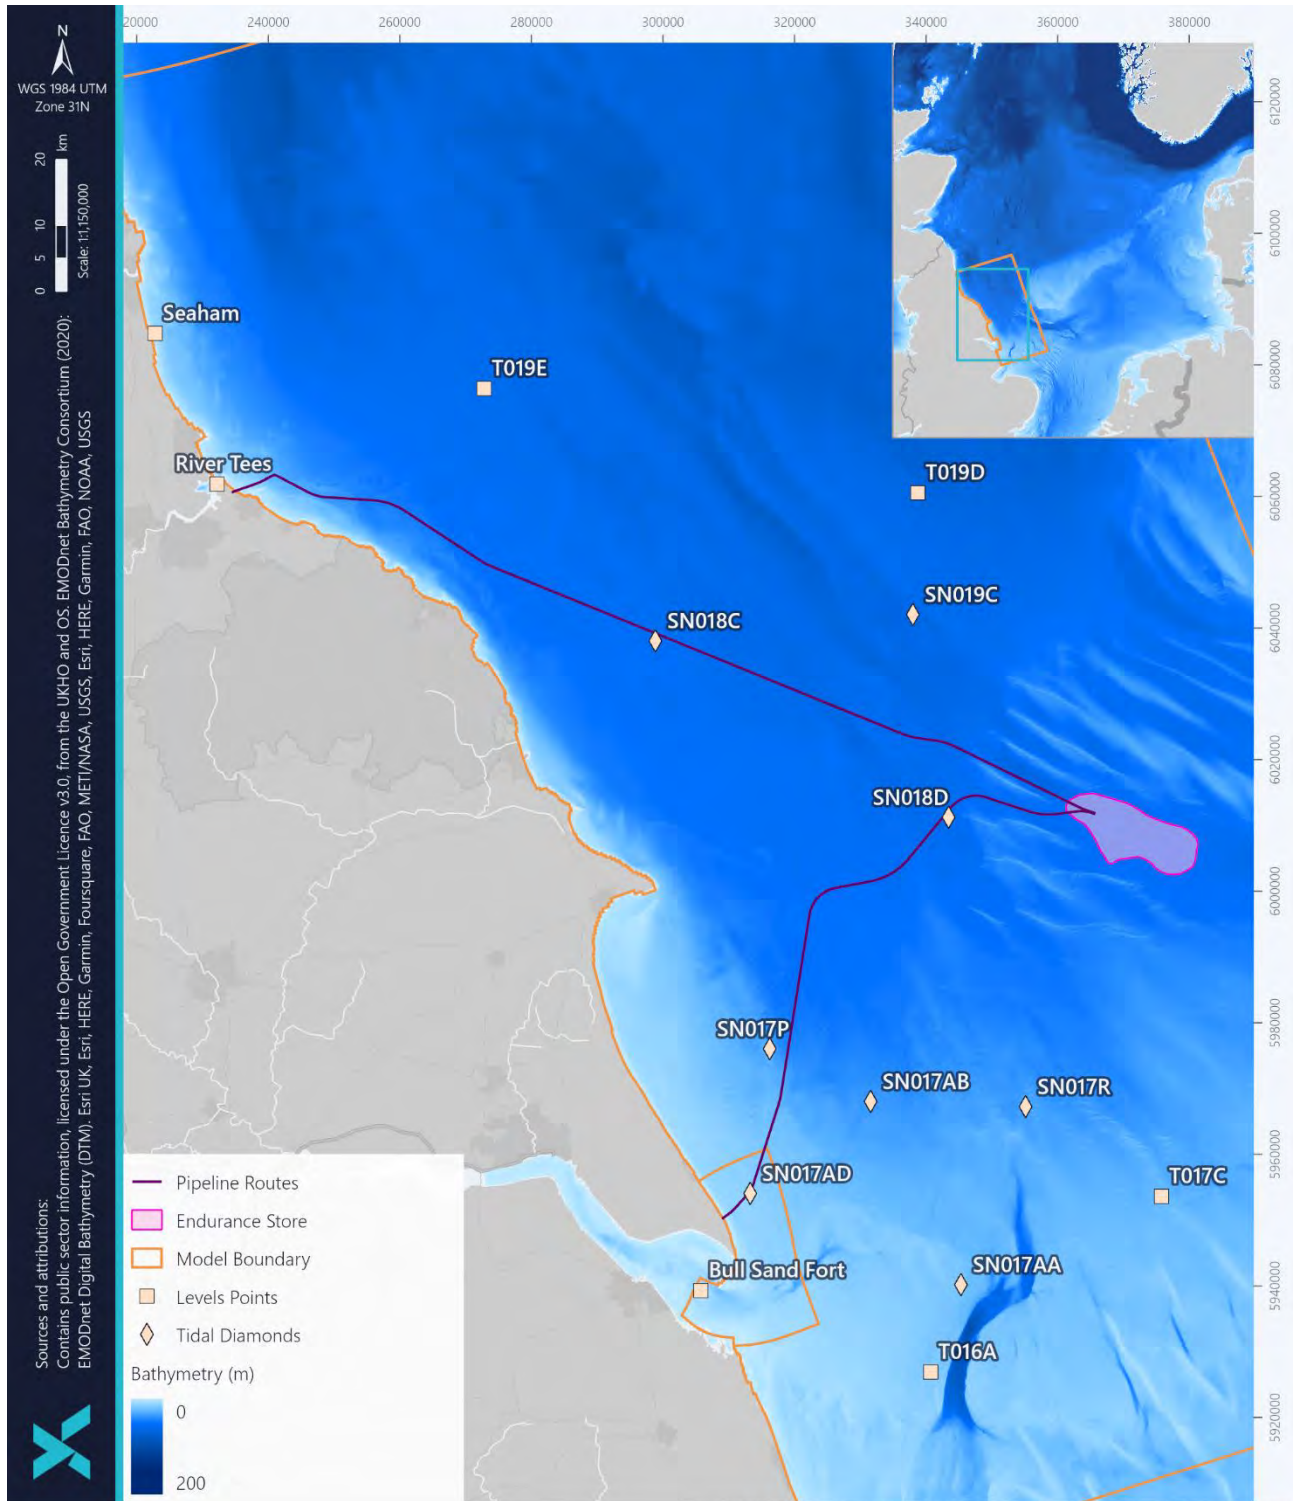 20000 240000 260000 280000 300000 320000 340000 360000 380000
N
WGS 1984 UTM
Zone 31N
0 5 10 20 km
Scale: 1:1,150,000
Sources and attributions:
Contains public sector information, licensed under the Open Government Licence v3.0, from the UKHO and OS. EMODnet Bathymetry Consortium (2020):
EMODnet Digital Bathymetry (DTM). Esri UK, Esri, HERE, Garmin, Foursquare, FAO, METI/NASA, USGS, Esri, HERE, Garmin, FAO, NOAA, USGS
6120000
6100000
6080000
6060000
6040000
6020000
6000000
5980000
5960000
5940000
5920000
Seaham
T019E
River Tees
T019D
SN019C
SN018C
SN018D
SN017P
SN017AB
SN017R
SN017AD
T017C
Bull Sand Fort
SN017AA
T016A
Pipeline Routes
Endurance Store
Model Boundary
Levels Points
Tidal Diamonds
Bathymetry (m)
0
200